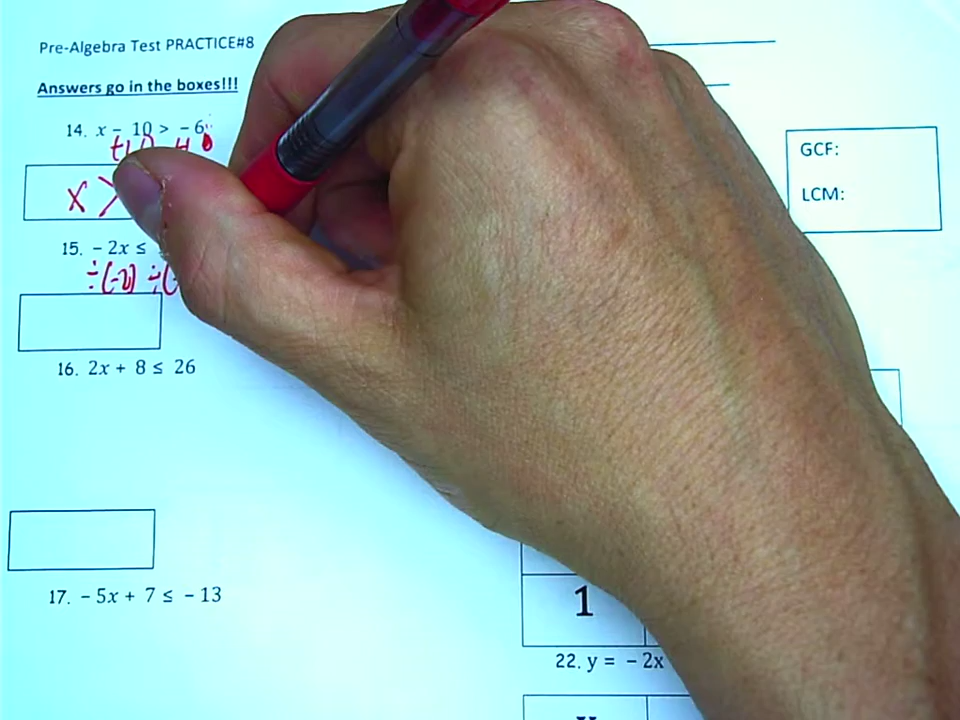 Pre-Algebra Test PRACTICE#8
Answers go in the boxes!!!
14. x − 10 > − 6
+10
x >
15. − 2x ≤
÷(-2) ÷(
16. 2x + 8 ≤ 26
17. − 5x + 7 ≤ − 13
GCF:
LCM:
1
22. y = − 2x